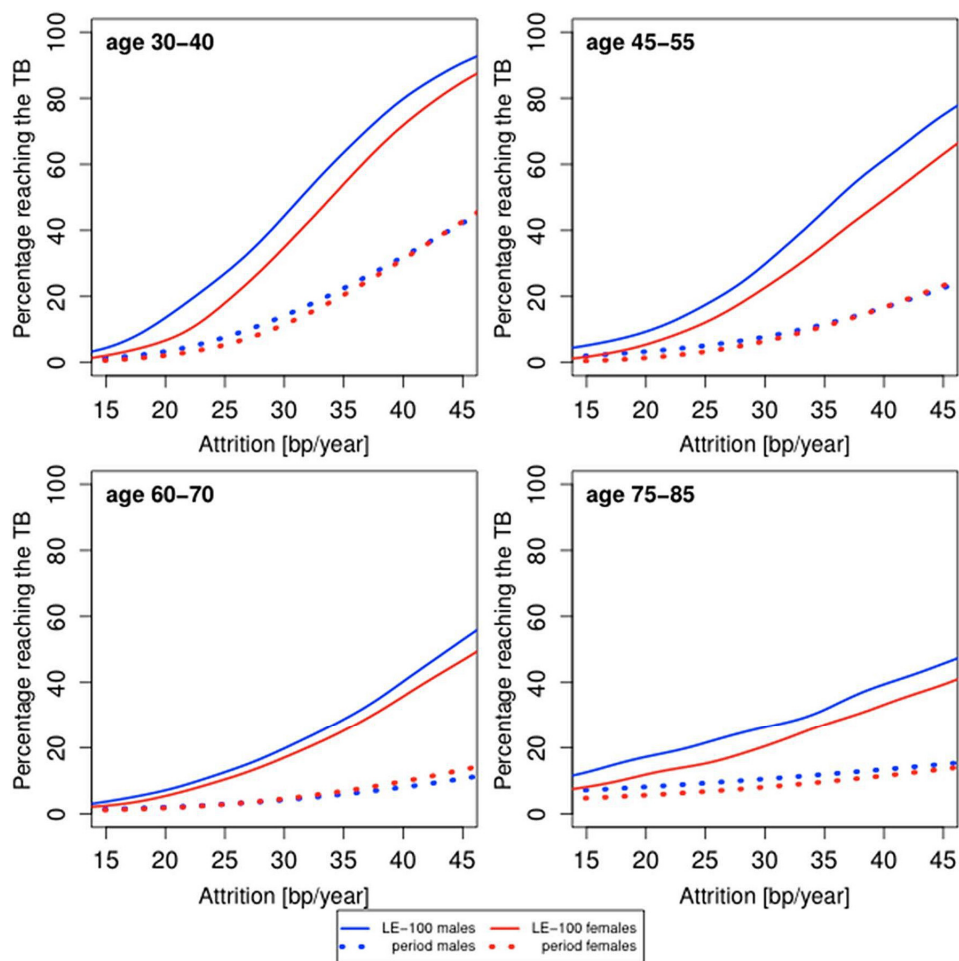 age 30–40
Percentage reaching the TB
0 20 40 60 80 100
15 20 25 30 35 40 45
Attrition [bp/year]
age 45–55
Percentage reaching the TB
0 20 40 60 80 100
15 20 25 30 35 40 45
Attrition [bp/year]
age 60–70
Percentage reaching the TB
0 20 40 60 80 100
15 20 25 30 35 40 45
Attrition [bp/year]
age 75–85
Percentage reaching the TB
0 20 40 60 80 100
15 20 25 30 35 40 45
Attrition [bp/year]
LE–100 males LE–100 females
period males period females